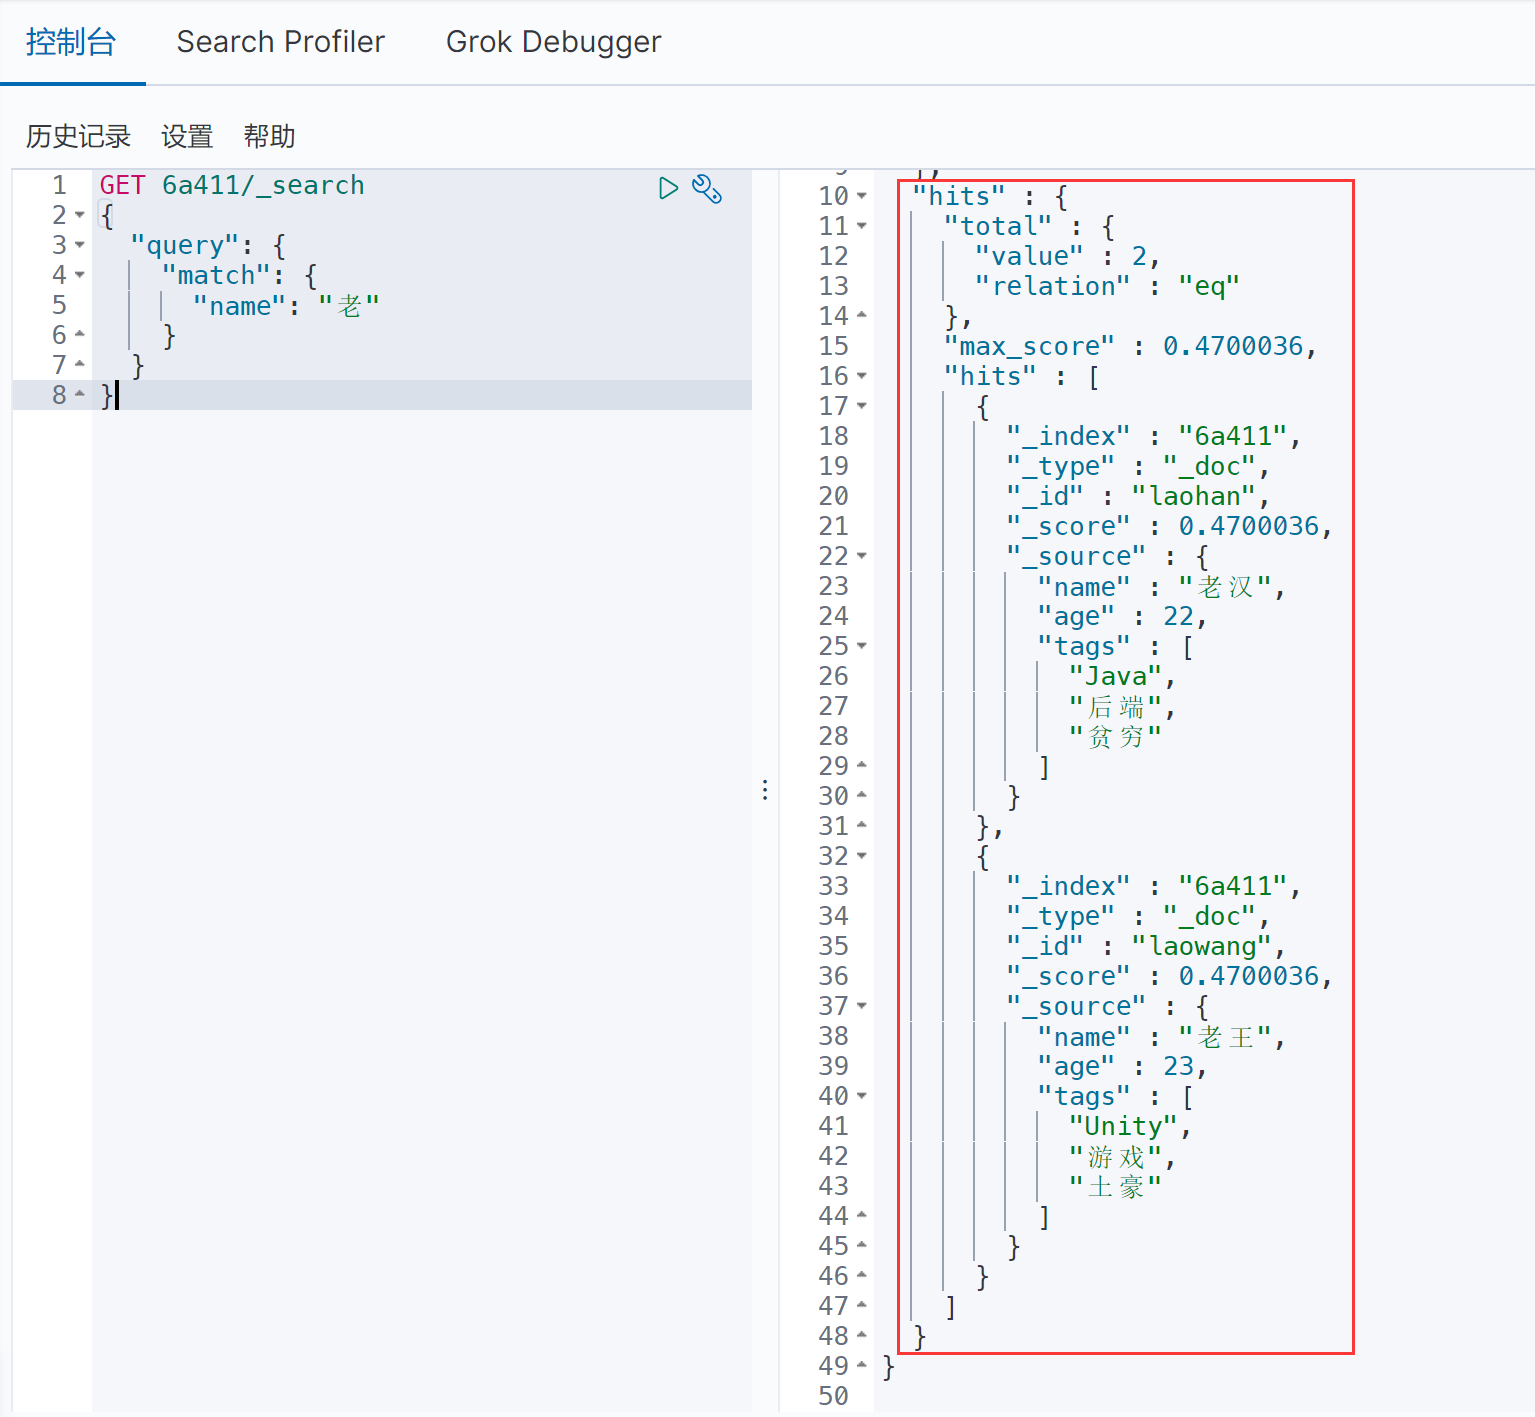 控制台 Search Profiler Grok Debugger
历史记录 设置 帮助
1 GET 6a411/_search
2 {
3 "query": {
4 "match": {
5 "name": "老"
6 }
7 }
8 }
10 "hits" : {
11 "total" : {
12 "value" : 2,
13 "relation" : "eq"
14 },
15 "max_score" : 0.4700036,
16 "hits" : [
17 {
18 "_index" : "6a411",
19 "_type" : "_doc",
20 "_id" : "laohan",
21 "_score" : 0.4700036,
22 "_source" : {
23 "name" : "老汉",
24 "age" : 22,
25 "tags" : [
26 "Java",
27 "后端",
28 "贫穷"
29 ]
30 }
31 },
32 {
33 "_index" : "6a411",
34 "_type" : "_doc",
35 "_id" : "laowang",
36 "_score" : 0.4700036,
37 "_source" : {
38 "name" : "老王",
39 "age" : 23,
40 "tags" : [
41 "Unity",
42 "游戏",
43 "土豪"
44 ]
45 }
46 }
47 ]
48 }
49 }
50